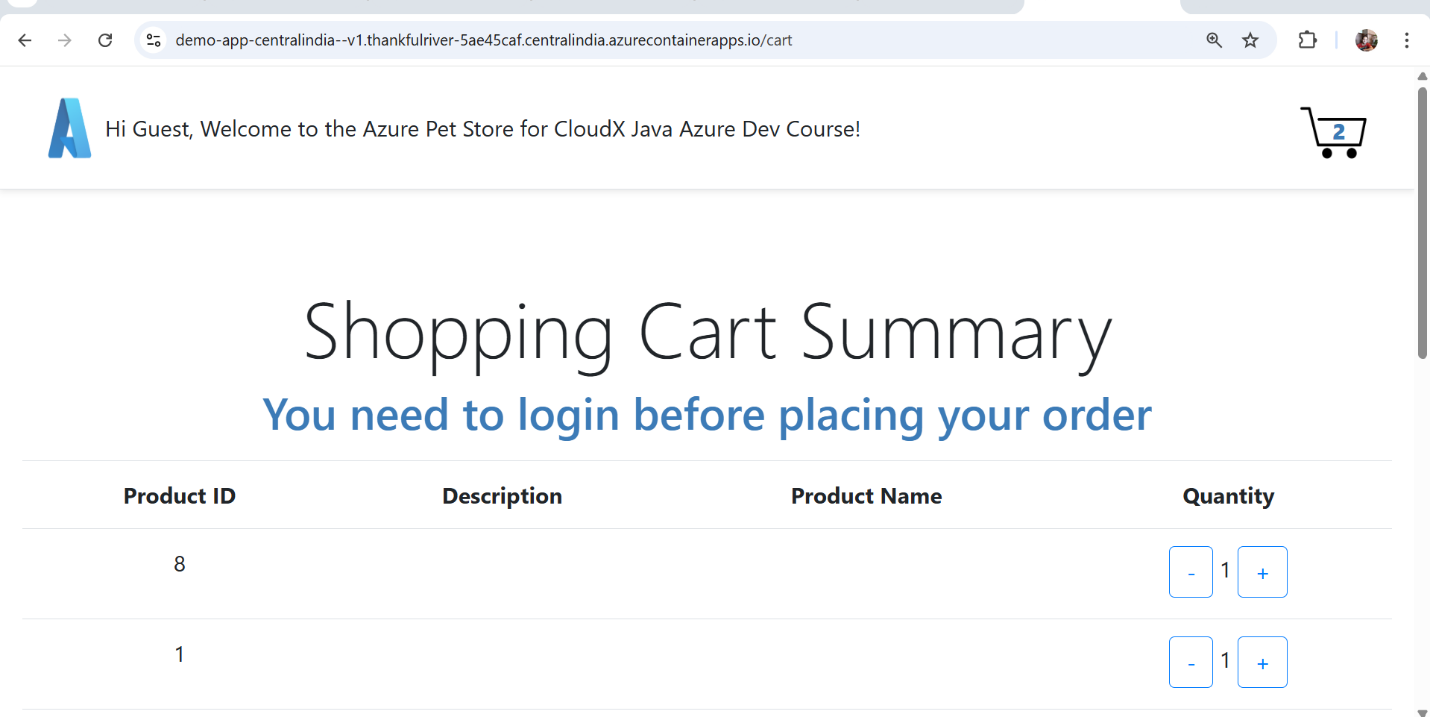 demo-app-centralindia--v1.thankfulriver-5ae45caf.centralindia.azurecontainerapps.io/cart
Hi Guest, Welcome to the Azure Pet Store for CloudX Java Azure Dev Course!
2
Shopping Cart Summary
You need to login before placing your order
Product ID Description Product Name Quantity
8 - 1 +
1 - 1 +